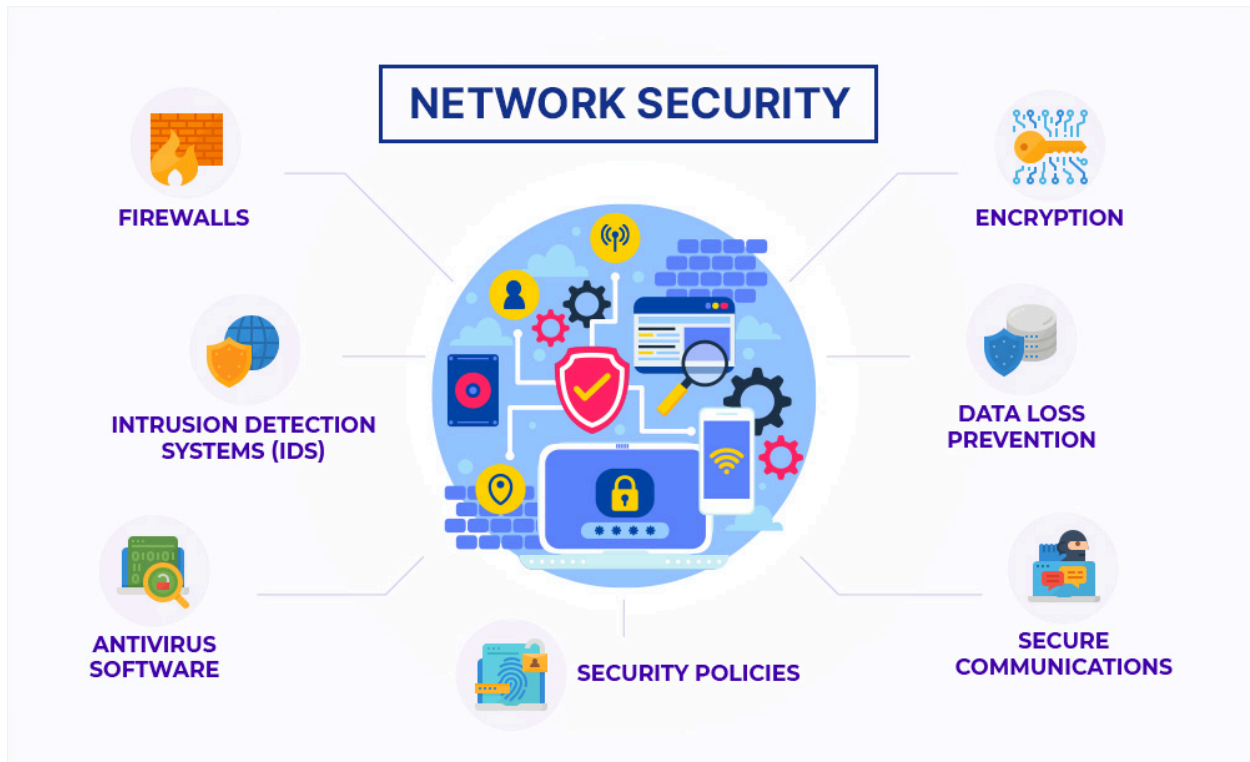 NETWORK SECURITY
FIREWALLS
ENCRYPTION
INTRUSION DETECTION
SYSTEMS (IDS)
DATA LOSS
PREVENTION
ANTIVIRUS
SOFTWARE
SECURITY POLICIES
SECURE
COMMUNICATIONS